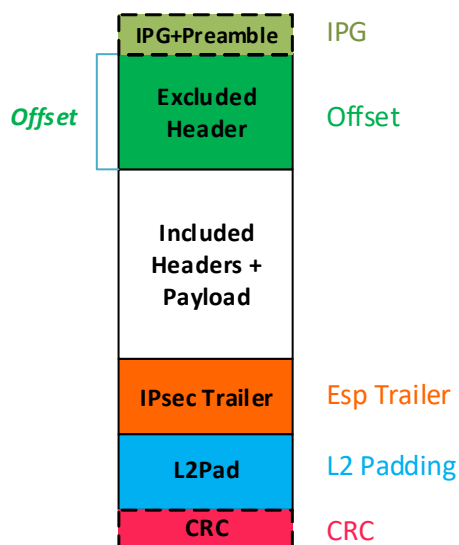 IPG+Preamble
IPG
Offset
Excluded
Header
Offset
Included
Headers +
Payload
IPsec Trailer
Esp Trailer
L2Pad
L2 Padding
CRC
CRC